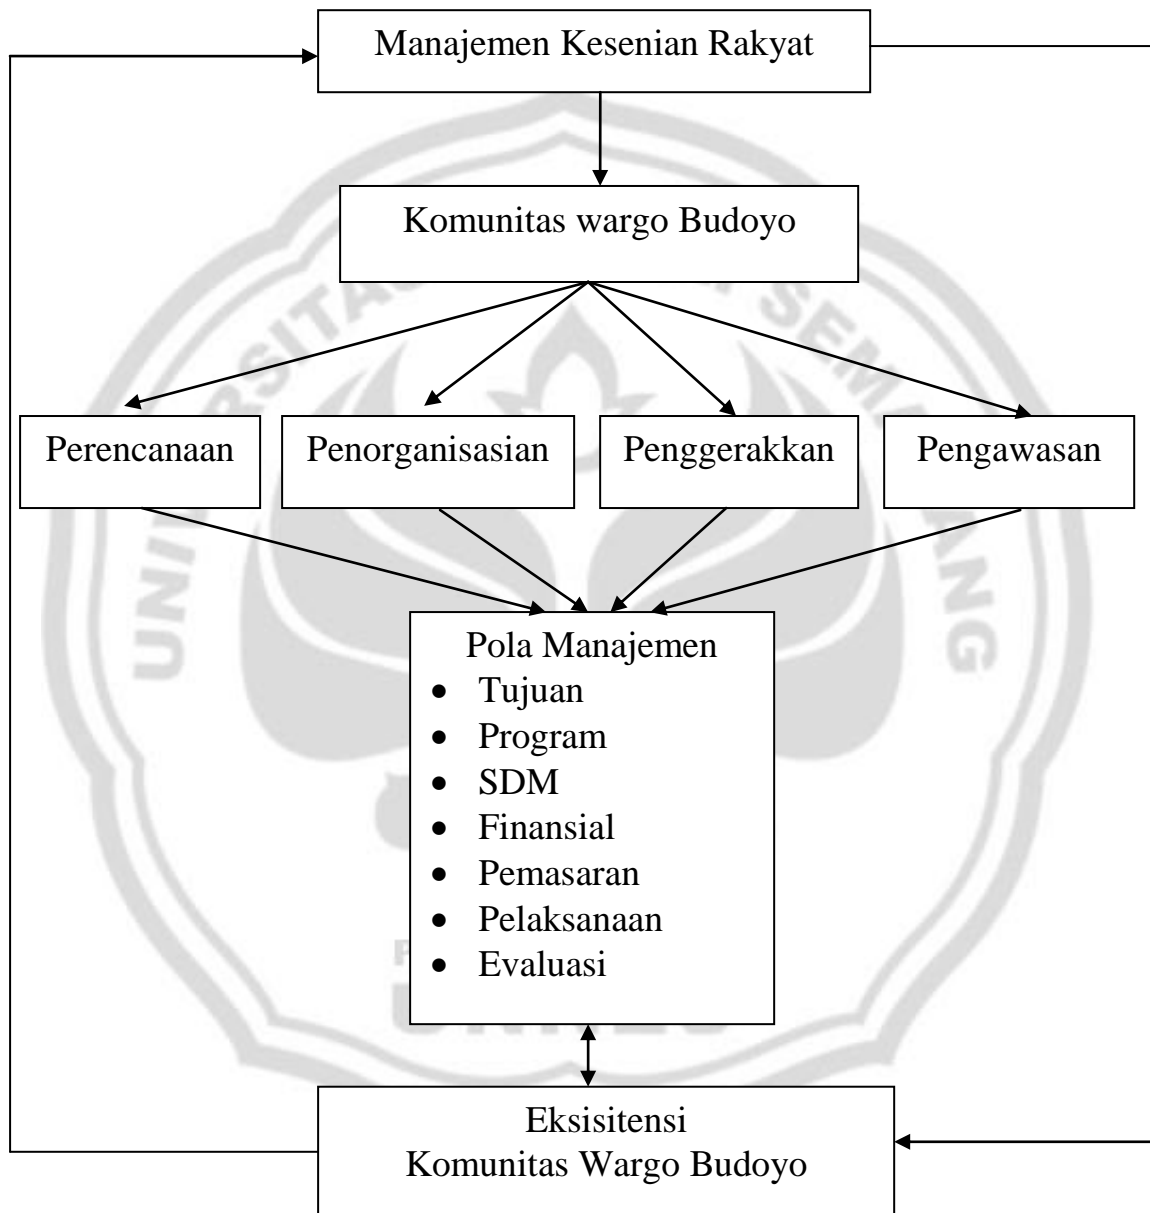 Manajemen Kesenian Rakyat
Komunitas wargo Budoyo
Perencanaan
Penorganisasian
Penggerakkan
Pengawasan
Pola Manajemen
• Tujuan
• Program
• SDM
• Finansial
• Pemasaran
• Pelaksanaan
• Evaluasi
Eksisitensi
Komunitas Wargo Budoyo